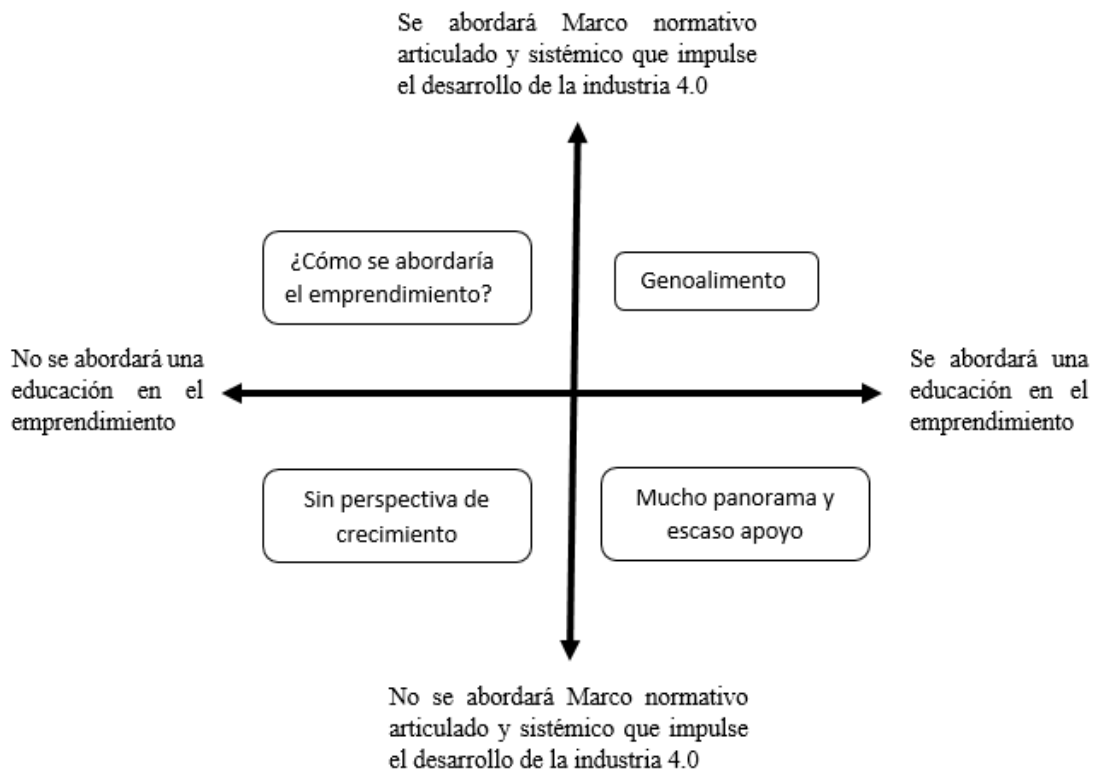 Se abordará Marco normativo
articulado y sistémico que impulse
el desarrollo de la industria 4.0
¿Cómo se abordaría
el emprendimiento?
Genoalimento
No se abordará una
educación en el
emprendimiento
Se abordará una
educación en el
emprendimiento
Sin perspectiva de
crecimiento
Mucho panorama y
escaso apoyo
No se abordará Marco normativo
articulado y sistémico que impulse
el desarrollo de la industria 4.0